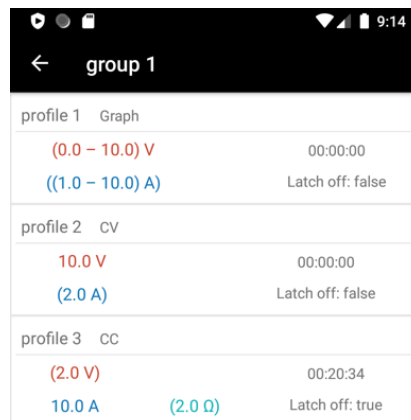 9:14
group 1
profile 1 Graph
(0.0 – 10.0) V 00:00:00
((1.0 – 10.0) A) Latch off: false
profile 2 CV
10.0 V 00:00:00
(2.0 A) Latch off: false
profile 3 CC
(2.0 V) 00:20:34
10.0 A (2.0 Ω) Latch off: true